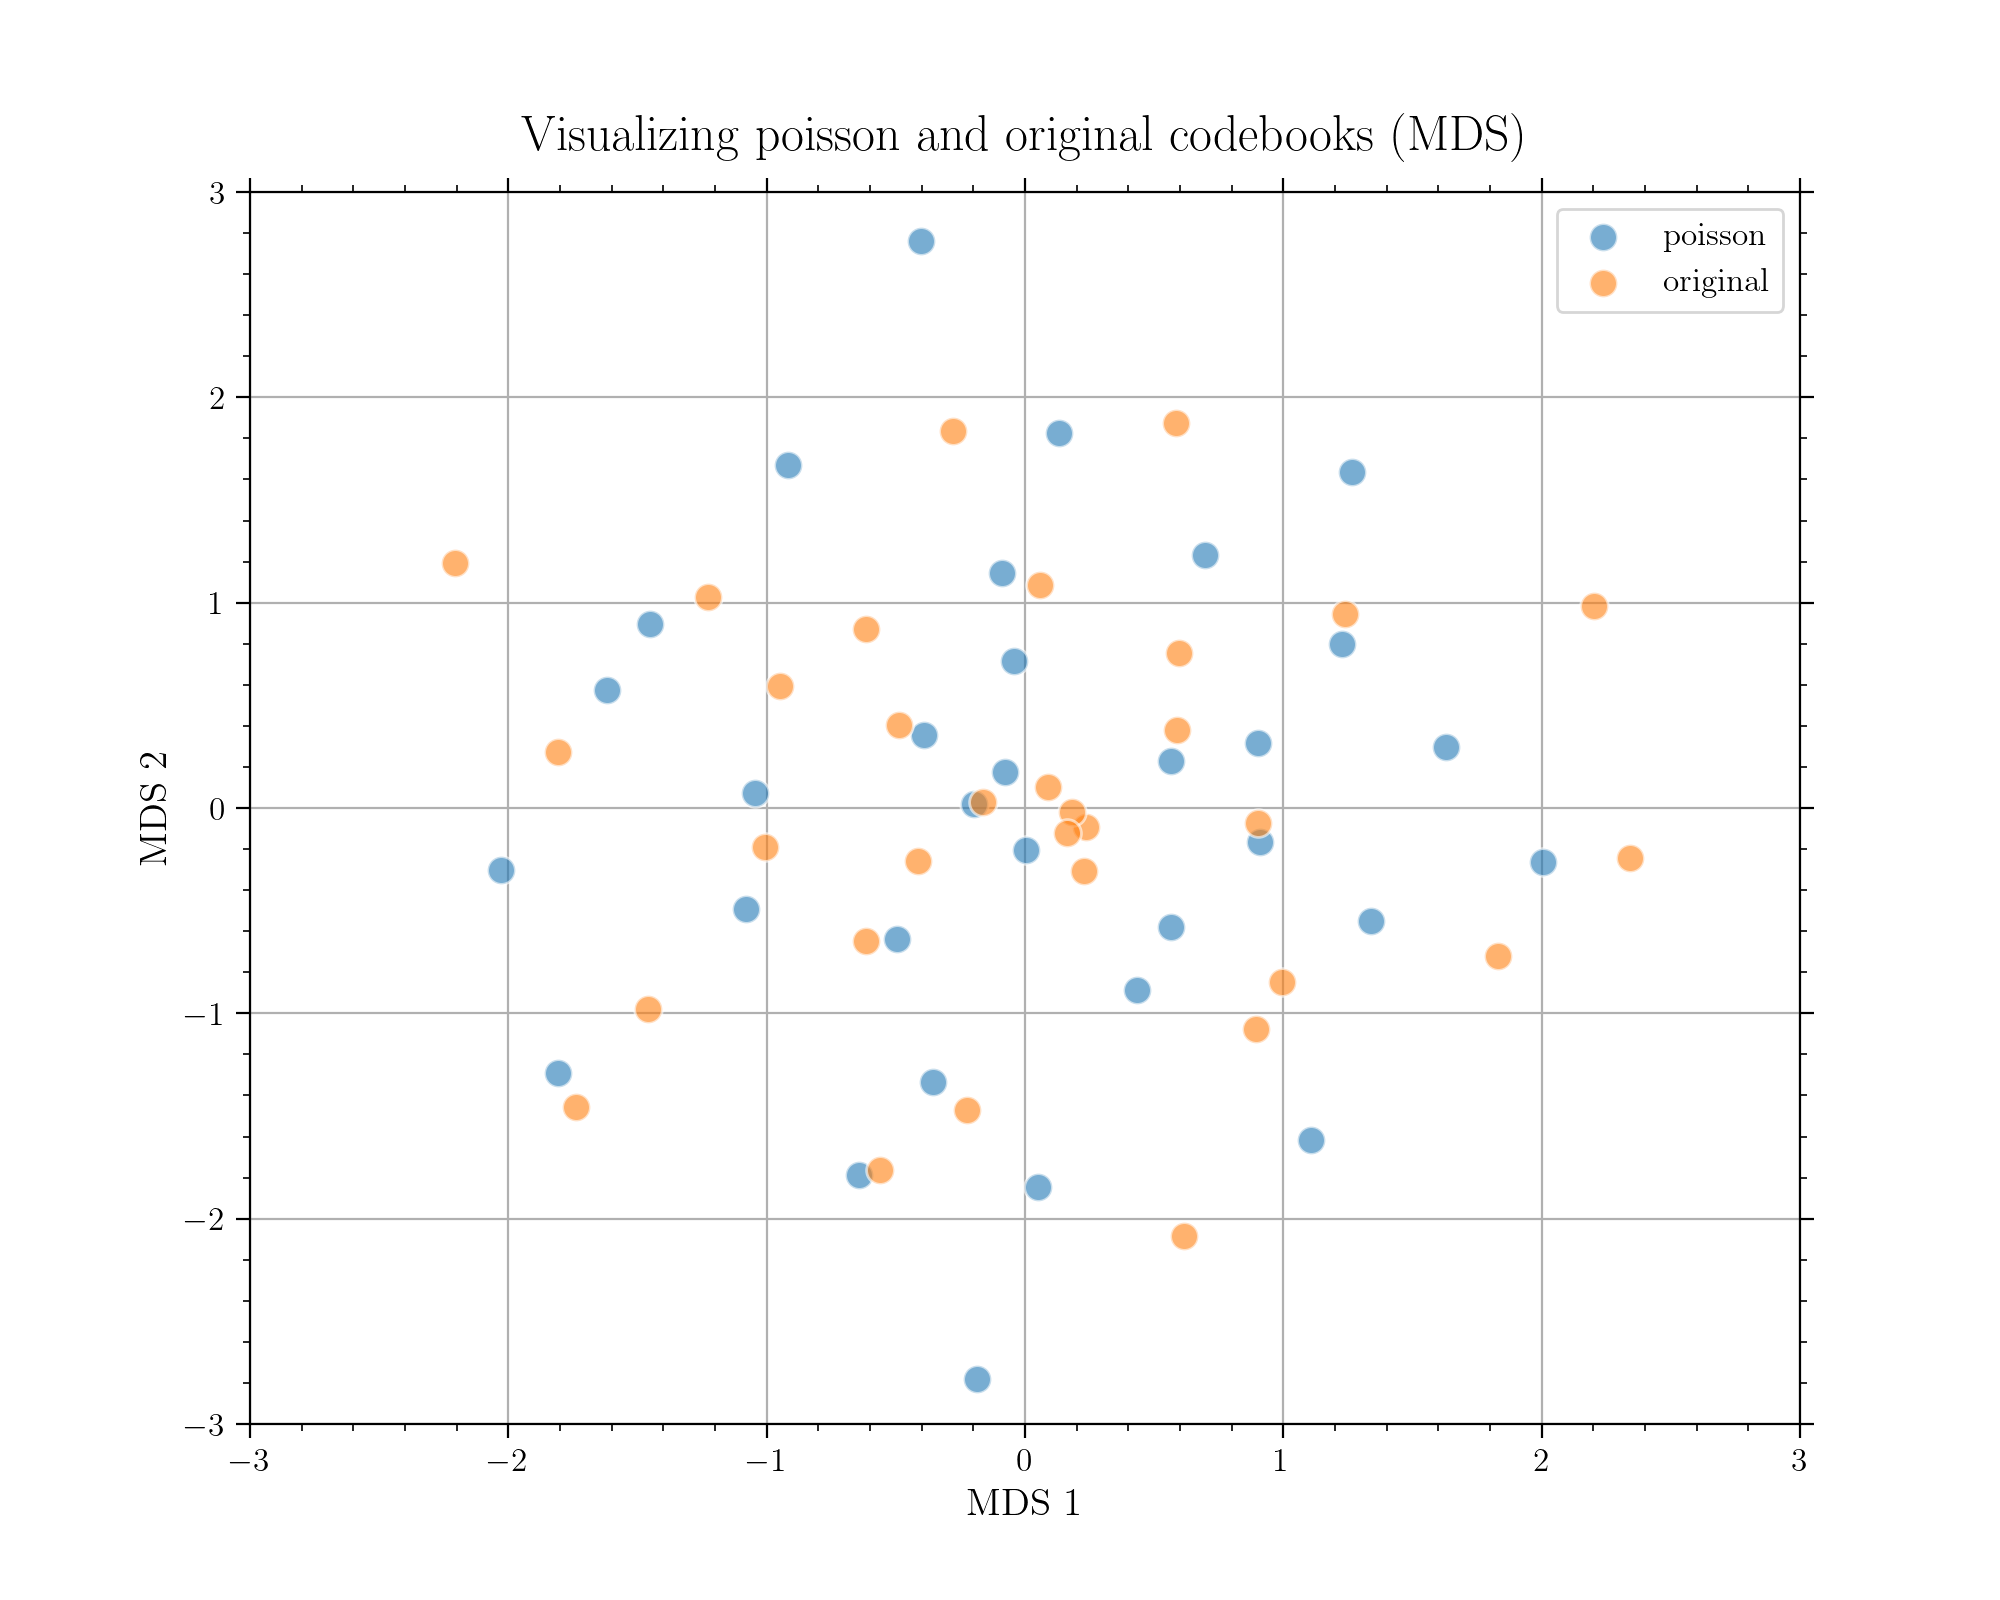 Visualizing poisson and original codebooks (MDS)
poisson
original
3
2
1
0
−1
−2
−3
MDS 2
−3
−2
−1
0
1
2
3
MDS 1